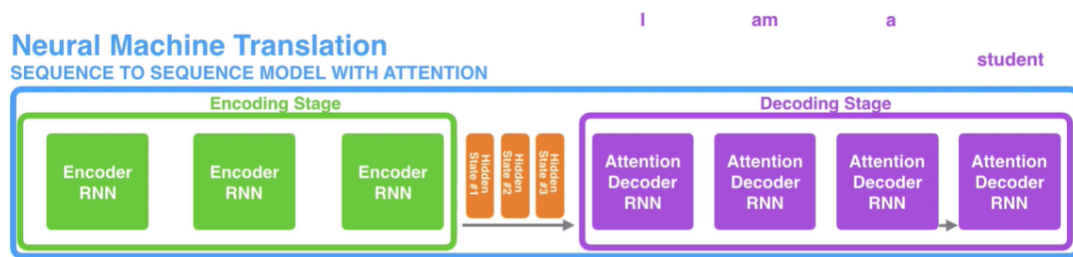 I am a
student
Neural Machine Translation
SEQUENCE TO SEQUENCE MODEL WITH ATTENTION
Encoding Stage
Decoding Stage
Encoder
RNN
Encoder
RNN
Encoder
RNN
Hidden
State #1
Hidden
State #2
Hidden
State #3
Attention
Decoder
RNN
Attention
Decoder
RNN
Attention
Decoder
RNN
Attention
Decoder
RNN